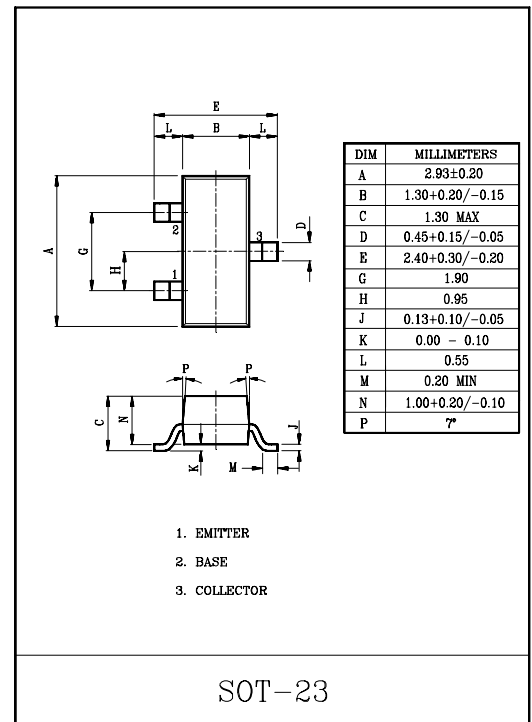 E
L B L
A
G
H
2
1
3
D
P P
C
N
K
M
J
DIM MILLIMETERS
A 2.93±0.20
B 1.30+0.20/-0.15
C 1.30 MAX
D 0.45+0.15/-0.05
E 2.40+0.30/-0.20
G 1.90
H 0.95
J 0.13+0.10/-0.05
K 0.00 - 0.10
L 0.55
M 0.20 MIN
N 1.00+0.20/-0.10
P 7°
1. EMITTER
2. BASE
3. COLLECTOR
SOT-23